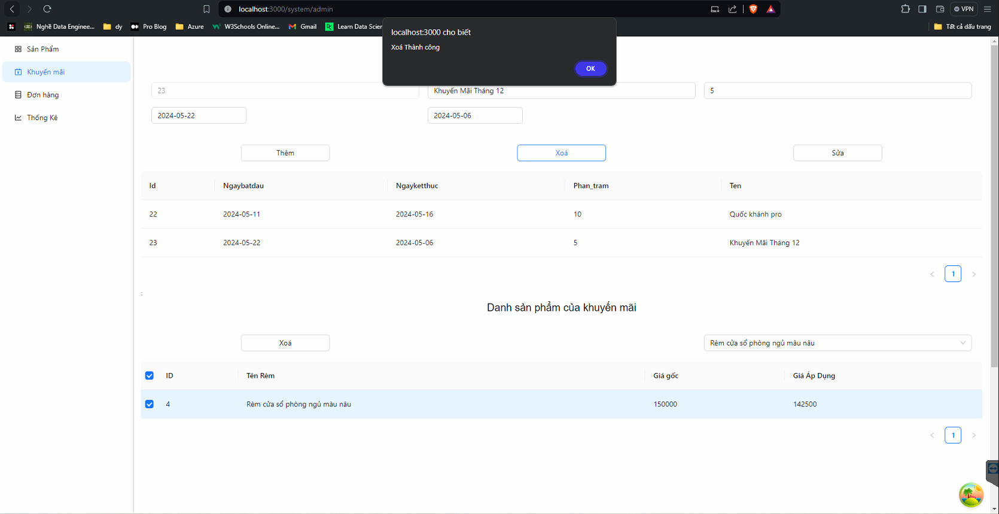 localhost:3000/system/admin
VPN
Nghề Data Enginee...
dy
Pro Blog
Azure
W3Schools Online...
Gmail
Learn Data Scier
Tất cả dấu trang
localhost:3000 cho biết
Xoá Thành công
OK
Sản Phẩm
Khuyến mãi
Đơn hàng
Thống Kê
23
Khuyến Mãi Tháng 12
5
2024-05-22
2024-05-06
Thêm
Xoá
Sửa
Id Ngaybatdau Ngayketthuc Phan_tram Ten
22 2024-05-11 2024-05-16 10 Quốc khánh pro
23 2024-05-22 2024-05-06 5 Khuyến Mãi Tháng 12
< 1 >
:
Danh sản phẩm của khuyến mãi
Xoá
Rèm cửa sổ phòng ngủ màu nâu
ID Tên Rèm Giá gốc Giá Áp Dụng
4 Rèm cửa sổ phòng ngủ màu nâu 150000 142500
< 1 >